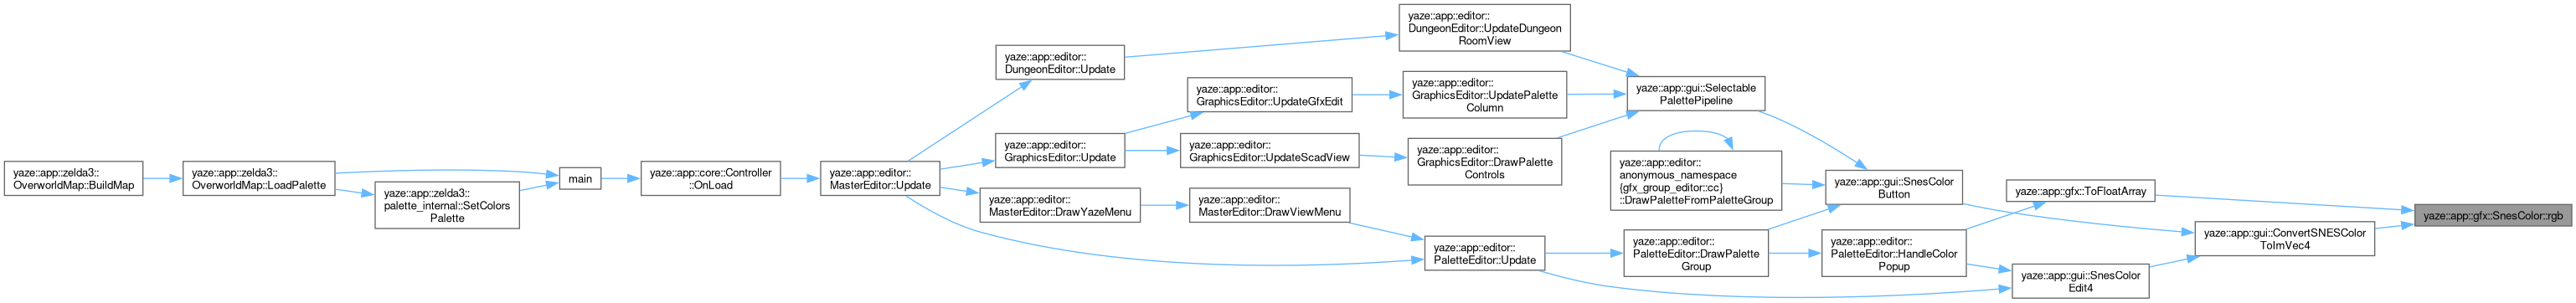 yaze::app::zelda3::
OverworldMap::BuildMap
yaze::app::zelda3::
OverworldMap::LoadPalette
yaze::app::zelda3::
palette_internal::SetColors
Palette
main
yaze::app::core::Controller
::OnLoad
yaze::app::editor::
MasterEditor::Update
yaze::app::editor::
DungeonEditor::Update
yaze::app::editor::
GraphicsEditor::Update
yaze::app::editor::
MasterEditor::DrawYazeMenu
yaze::app::editor::
GraphicsEditor::UpdateGfxEdit
yaze::app::editor::
GraphicsEditor::UpdateScadView
yaze::app::editor::
MasterEditor::DrawViewMenu
yaze::app::editor::
DungeonEditor::UpdateDungeon
RoomView
yaze::app::editor::
GraphicsEditor::UpdatePalette
Column
yaze::app::editor::
GraphicsEditor::DrawPalette
Controls
yaze::app::editor::
PaletteEditor::Update
yaze::app::gui::Selectable
PalettePipeline
yaze::app::editor::
anonymous_namespace
{gfx_group_editor::cc}
::DrawPaletteFromPaletteGroup
yaze::app::editor::
PaletteEditor::DrawPalette
Group
yaze::app::gui::SnesColor
Button
yaze::app::editor::
PaletteEditor::HandleColor
Popup
yaze::app::gfx::ToFloatArray
yaze::app::gui::SnesColor
Edit4
yaze::app::gui::ConvertSNESColor
ToImVec4
yaze::app::gfx::SnesColor::rgb